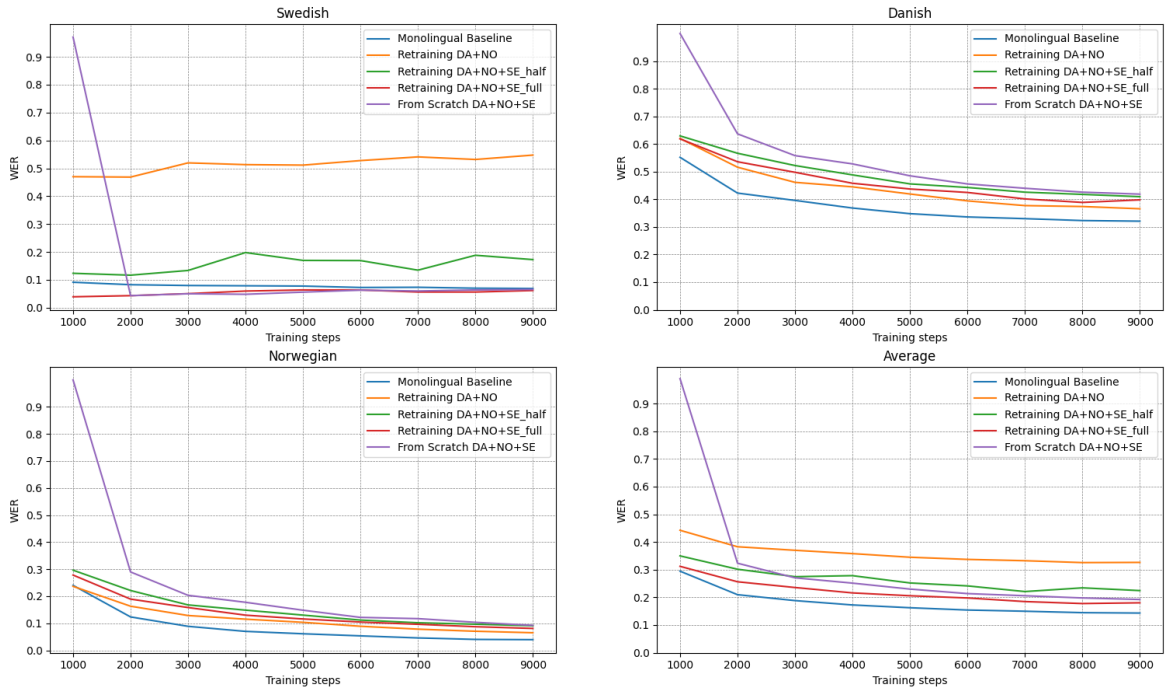 Swedish
WER
0.9
0.8
0.7
0.6
0.5
0.4
0.3
0.2
0.1
0.0
Monolingual Baseline
Retraining DA+NO
Retraining DA+NO+SE_half
Retraining DA+NO+SE_full
From Scratch DA+NO+SE
1000 2000 3000 4000 5000 6000 7000 8000 9000
Training steps
Danish
WER
0.9
0.8
0.7
0.6
0.5
0.4
0.3
0.2
0.1
0.0
Monolingual Baseline
Retraining DA+NO
Retraining DA+NO+SE_half
Retraining DA+NO+SE_full
From Scratch DA+NO+SE
1000 2000 3000 4000 5000 6000 7000 8000 9000
Training steps
Norwegian
WER
0.9
0.8
0.7
0.6
0.5
0.4
0.3
0.2
0.1
0.0
Monolingual Baseline
Retraining DA+NO
Retraining DA+NO+SE_half
Retraining DA+NO+SE_full
From Scratch DA+NO+SE
1000 2000 3000 4000 5000 6000 7000 8000 9000
Training steps
Average
WER
0.9
0.8
0.7
0.6
0.5
0.4
0.3
0.2
0.1
0.0
Monolingual Baseline
Retraining DA+NO
Retraining DA+NO+SE_half
Retraining DA+NO+SE_full
From Scratch DA+NO+SE
1000 2000 3000 4000 5000 6000 7000 8000 9000
Training steps